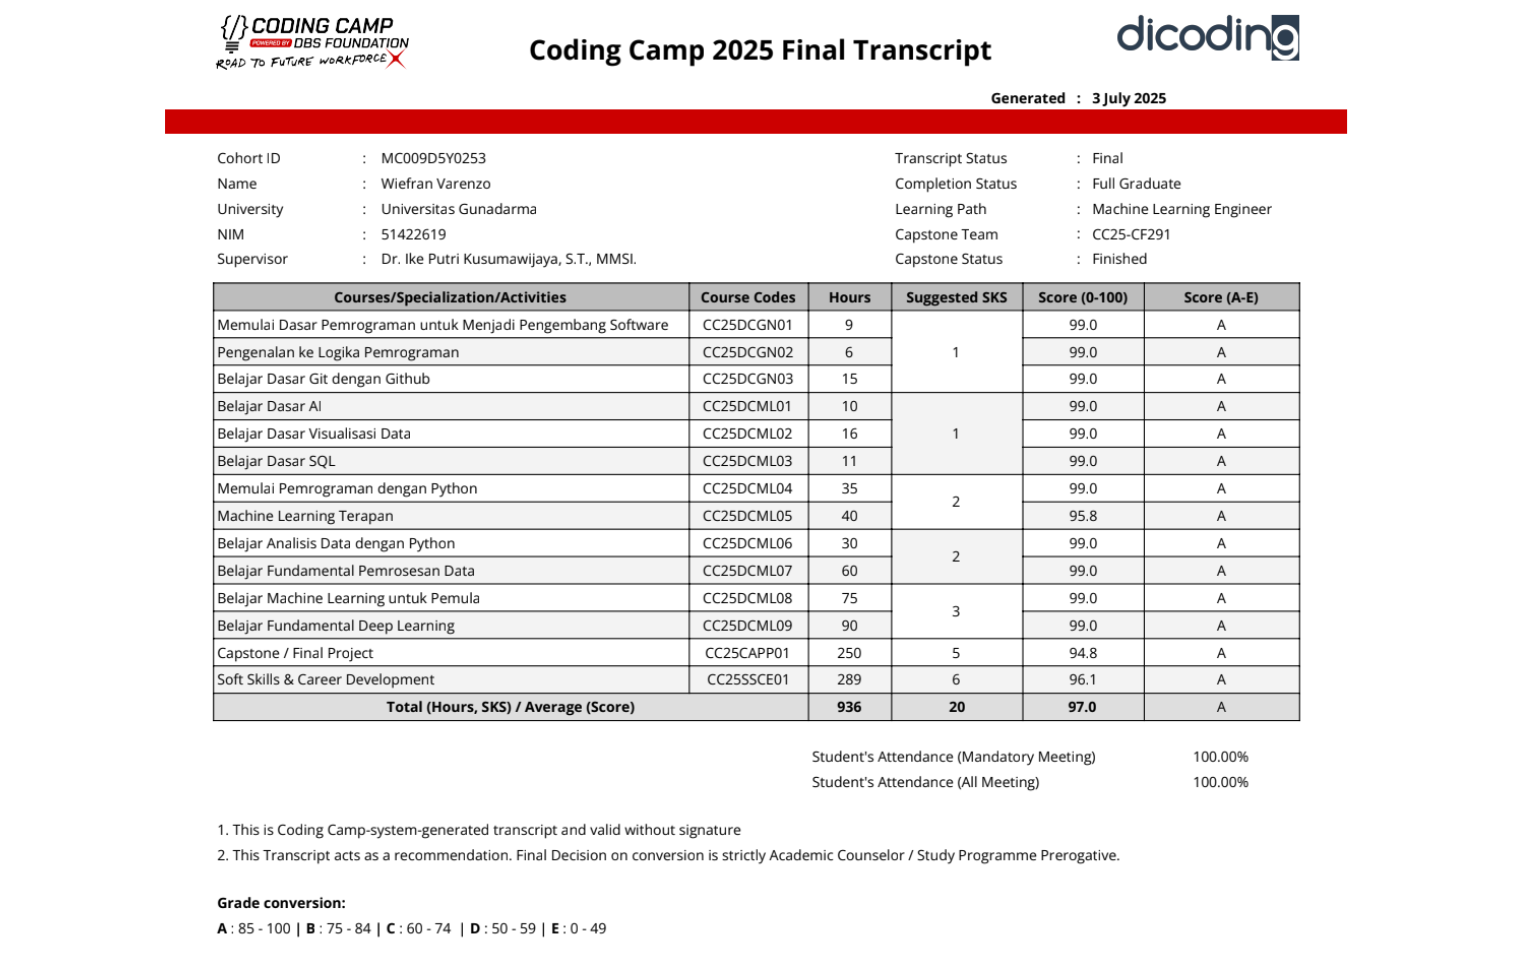 {/} CODING CAMP
POWERED BY DBS FOUNDATION
ROAD TO FUTURE WORKFORCE X
dicoding
Coding Camp 2025 Final Transcript
Generated : 3 July 2025
Cohort ID : MC009D5Y0253 Transcript Status : Final
Name : Wiefran Varenzo Completion Status : Full Graduate
University : Universitas Gunadarma Learning Path : Machine Learning Engineer
NIM : 51422619 Capstone Team : CC25-CF291
Supervisor : Dr. Ike Putri Kusumawijaya, S.T., MMSI. Capstone Status : Finished
Courses/Specialization/Activities Course Codes Hours Suggested SKS Score (0-100) Score (A-E)
Memulai Dasar Pemrograman untuk Menjadi Pengembang Software CC25DCGN01 9 99.0 A
Pengenalan ke Logika Pemrograman CC25DCGN02 6 1 99.0 A
Belajar Dasar Git dengan Github CC25DCGN03 15 99.0 A
Belajar Dasar AI CC25DCML01 10 99.0 A
Belajar Dasar Visualisasi Data CC25DCML02 16 1 99.0 A
Belajar Dasar SQL CC25DCML03 11 99.0 A
Memulai Pemrograman dengan Python CC25DCML04 35 2 99.0 A
Machine Learning Terapan CC25DCML05 40 95.8 A
Belajar Analisis Data dengan Python CC25DCML06 30 2 99.0 A
Belajar Fundamental Pemrosesan Data CC25DCML07 60 99.0 A
Belajar Machine Learning untuk Pemula CC25DCML08 75 3 99.0 A
Belajar Fundamental Deep Learning CC25DCML09 90 99.0 A
Capstone / Final Project CC25CAPP01 250 5 94.8 A
Soft Skills & Career Development CC25SSCE01 289 6 96.1 A
Total (Hours, SKS) / Average (Score) 936 20 97.0 A
Student's Attendance (Mandatory Meeting) 100.00%
Student's Attendance (All Meeting) 100.00%
1. This is Coding Camp-system-generated transcript and valid without signature
2. This Transcript acts as a recommendation. Final Decision on conversion is strictly Academic Counselor / Study Programme Prerogative.
Grade conversion:
A : 85 - 100 | B : 75 - 84 | C : 60 - 74 | D : 50 - 59 | E : 0 - 49